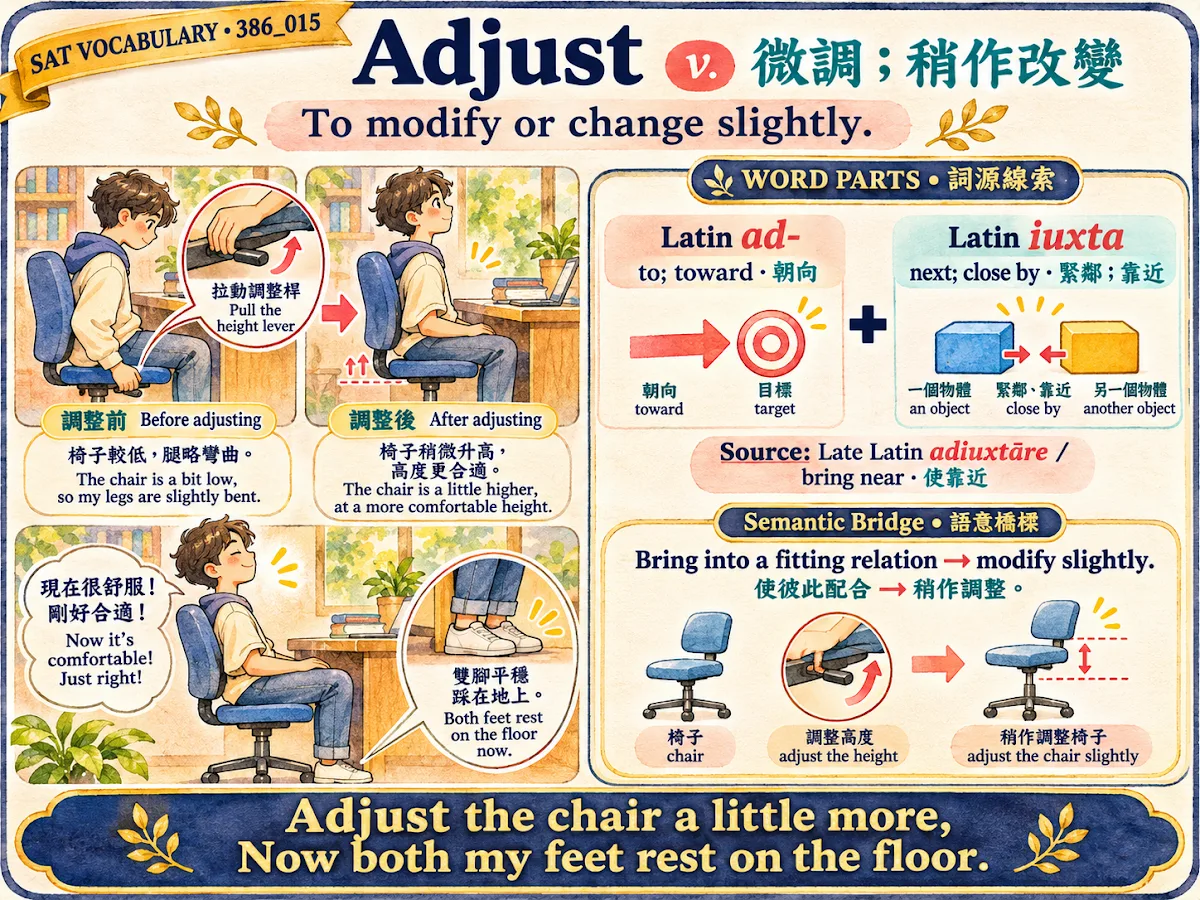 SAT VOCABULARY • 386_015
Adjust v. 微調；稍作改變
To modify or change slightly.
拉動調整桿
Pull the
height lever
調整前 Before adjusting
椅子較低，腿略彎曲。
The chair is a bit low,
so my legs are slightly bent.
調整後 After adjusting
椅子稍微升高，
高度更合適。
The chair is a little higher,
at a more comfortable height.
現在很舒服！
剛好合適！
Now it's
comfortable!
Just right!
雙腳平穩
踩在地上。
Both feet rest
on the floor
now.
WORD PARTS • 詞源線索
Latin ad-
to; toward · 朝向
朝向
toward
目標
target
+
Latin iuxta
next; close by · 緊鄰；靠近
一個物體
an object
緊鄰、靠近
close by
另一個物體
another object
Source: Late Latin adiuxtāre /
bring near · 使靠近
Semantic Bridge • 語意橋樑
Bring into a fitting relation → modify slightly.
使彼此配合 → 稍作調整。
椅子
chair
調整高度
adjust the height
稍作調整椅子
adjust the chair slightly
Adjust the chair a little more,
Now both my feet rest on the floor.